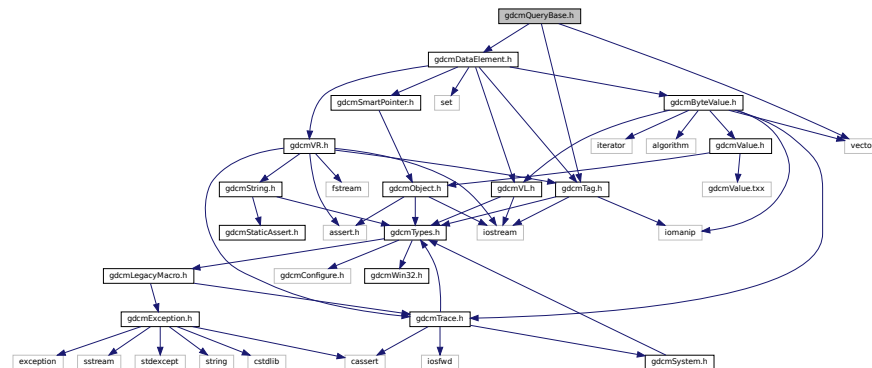 gdcmQueryBase.h
gdcmDataElement.h
gdcmSmartPointer.h
set
gdcmByteValue.h
gdcmVR.h
iterator
algorithm
gdcmValue.h
vector
gdcmString.h
fstream
gdcmObject.h
gdcmVL.h
gdcmTag.h
gdcmValue.txx
gdcmStaticAssert.h
assert.h
gdcmTypes.h
iostream
iomanip
gdcmLegacyMacro.h
gdcmConfigure.h
gdcmWin32.h
gdcmException.h
gdcmTrace.h
exception
sstream
stdexcept
string
cstdlib
cassert
iosfwd
gdcmSystem.h